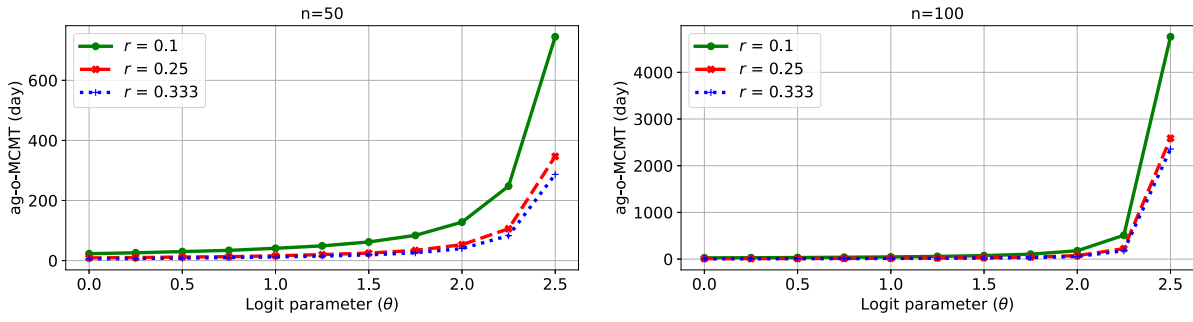 n=50
r = 0.1
r = 0.25
r = 0.333
ag-o-MCMT (day)
600
400
200
0
0.0 0.5 1.0 1.5 2.0 2.5
Logit parameter (θ)
n=100
r = 0.1
r = 0.25
r = 0.333
ag-o-MCMT (day)
4000
3000
2000
1000
0
0.0 0.5 1.0 1.5 2.0 2.5
Logit parameter (θ)